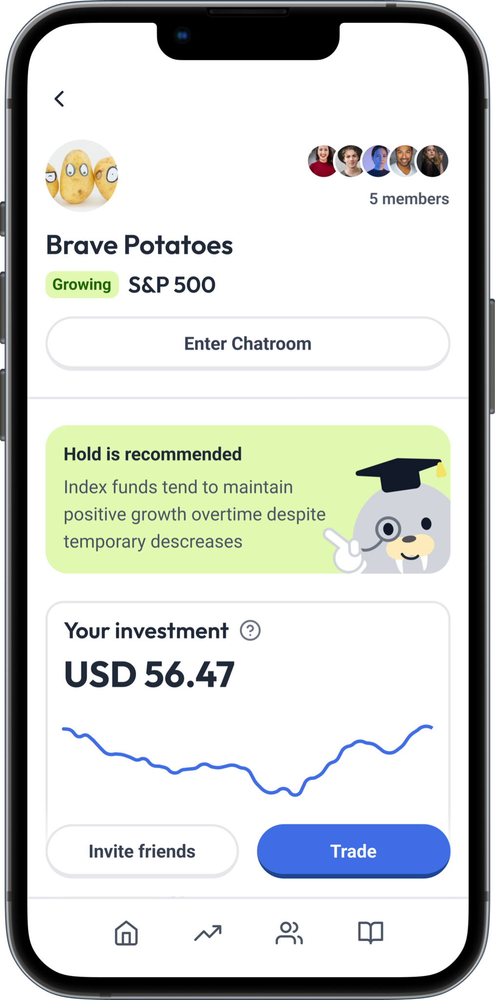 5 members
Brave Potatoes
Growing S&P 500
Enter Chatroom
Hold is recommended
Index funds tend to maintain
positive growth overtime despite
temporary descreases
Your investment ?
USD 56.47
Invite friends Trade